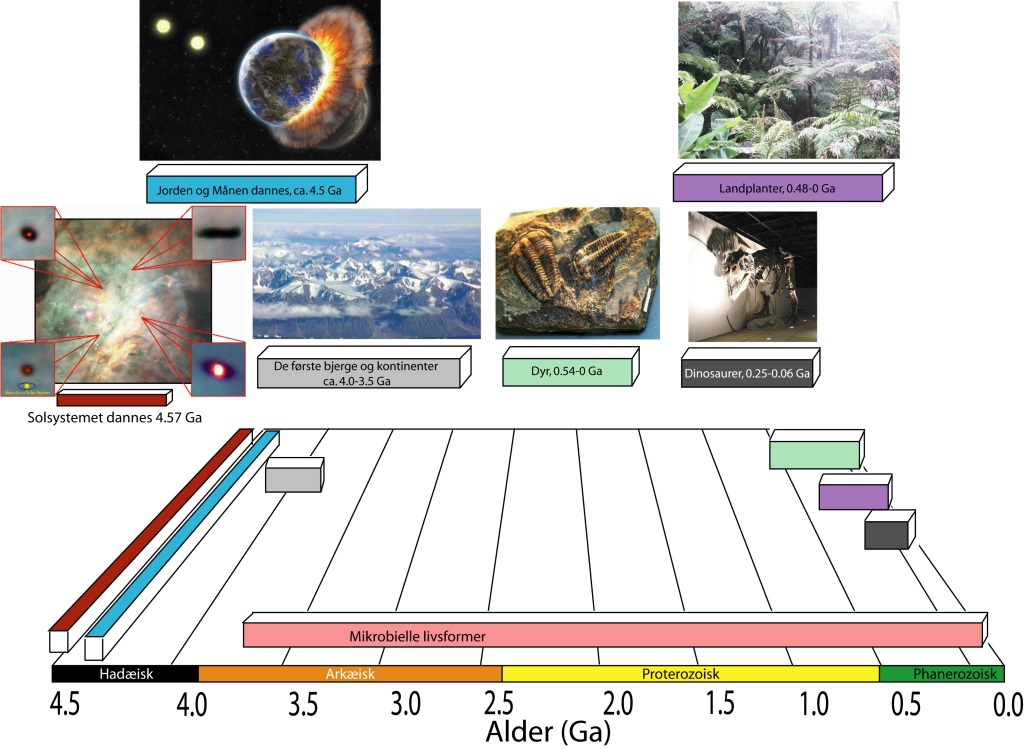 Jorden og Månen dannes, ca. 4.5 Ga
Landplanter, 0.48-0 Ga
De første bjerge og kontinenter
ca. 4.0-3.5 Ga
Dyr, 0.54-0 Ga
Dinosaurer, 0.25-0.06 Ga
Solsystemet dannes 4.57 Ga
Mikrobielle livsformer
Hadæisk Arkæisk Proterozoisk Phanerozoisk
4.5 4.0 3.5 3.0 2.5 2.0 1.5 1.0 0.5 0.0
Alder (Ga)